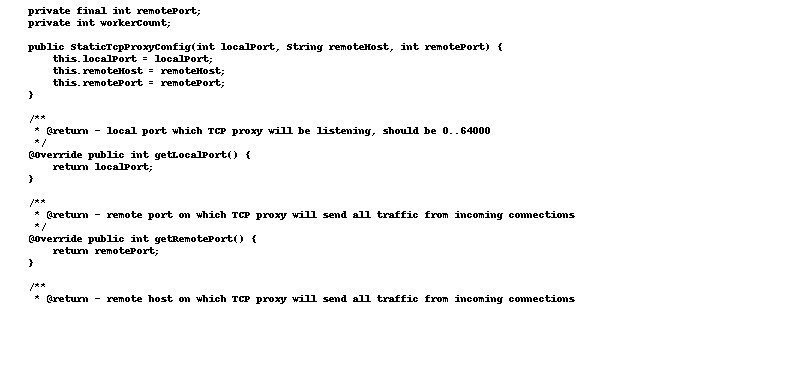 private final int remotePort;
private int workerCount;
public StaticTcpProxyConfig(int localPort, String remoteHost, int remotePort) {
this.localPort = localPort;
this.remoteHost = remoteHost;
this.remotePort = remotePort;
}
/**
* @return - local port which TCP proxy will be listening, should be 0..64000
*/
@Override public int getLocalPort() {
return localPort;
}
/**
* @return - remote port on which TCP proxy will send all traffic from incoming connections
*/
@Override public int getRemotePort() {
return remotePort;
}
/**
* @return - remote host on which TCP proxy will send all traffic from incoming connections